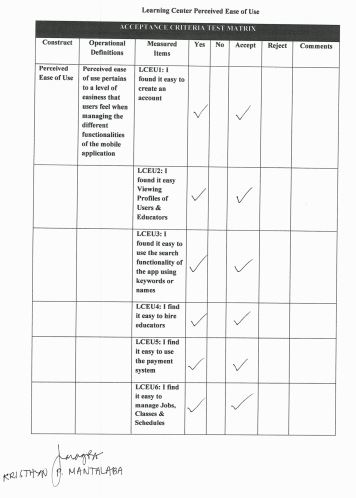 Learning Center Perceived Ease of Use
ACCEPTANCE CRITERIA TEST MATRIX
Construct Operational Definitions Measured Items Yes No Accept Reject Comments
Perceived Ease of Use
Perceived ease
of use pertains
to a level of
easiness that
users feel when
managing the
different
functionalities
of the mobile
application
LCEU1: I
found it easy to
create an
account
LCEU2: I
found it easy
Viewing
Profiles of
Users &
Educators
LCEU3: I
found it easy to
use the search
functionality of
the app using
keywords or
names
LCEU4: I find
it easy to hire
educators
LCEU5: I find
it easy to use
the payment
system
LCEU6: I find
it easy to
manage Jobs,
Classes &
Schedules
P. MANTALABA